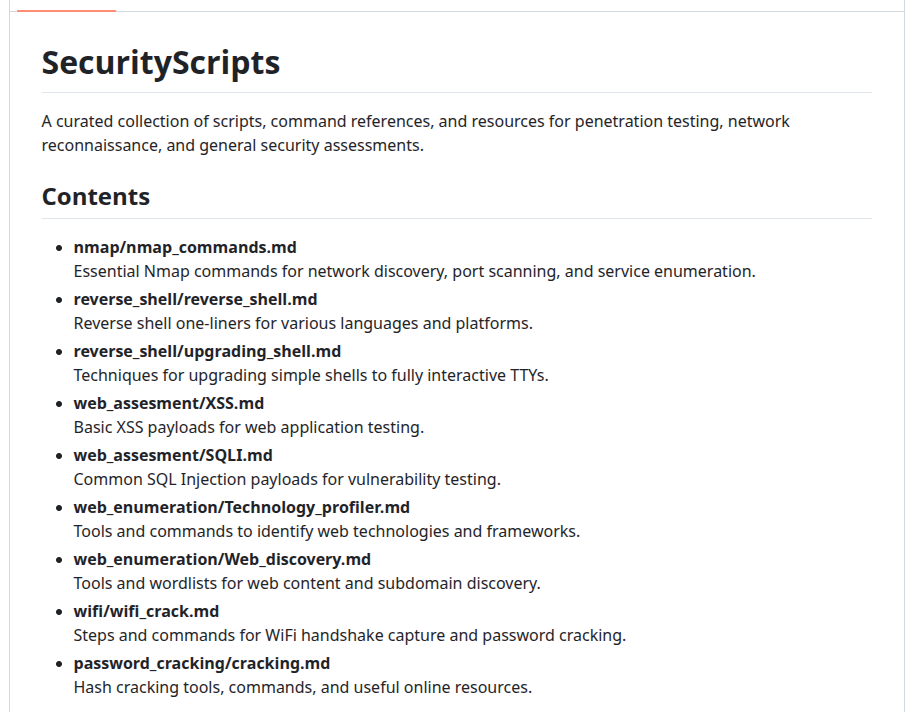 SecurityScripts
A curated collection of scripts, command references, and resources for penetration testing, network
reconnaissance, and general security assessments.
Contents
nmap/nmap_commands.md
Essential Nmap commands for network discovery, port scanning, and service enumeration.
reverse_shell/reverse_shell.md
Reverse shell one-liners for various languages and platforms.
reverse_shell/upgrading_shell.md
Techniques for upgrading simple shells to fully interactive TTYs.
web_assesment/XSS.md
Basic XSS payloads for web application testing.
web_assesment/SQLI.md
Common SQL Injection payloads for vulnerability testing.
web_enumeration/Technology_profiler.md
Tools and commands to identify web technologies and frameworks.
web_enumeration/Web_discovery.md
Tools and wordlists for web content and subdomain discovery.
wifi/wifi_crack.md
Steps and commands for WiFi handshake capture and password cracking.
password_cracking/cracking.md
Hash cracking tools, commands, and useful online resources.